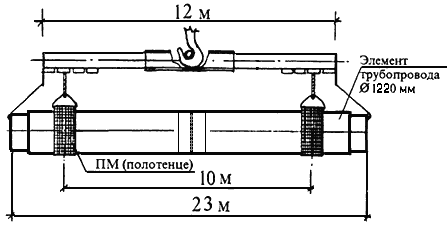 12 м
Элемент
трубопровода
Ø 1220 мм
ПМ (полотенце)
10 м
23 м